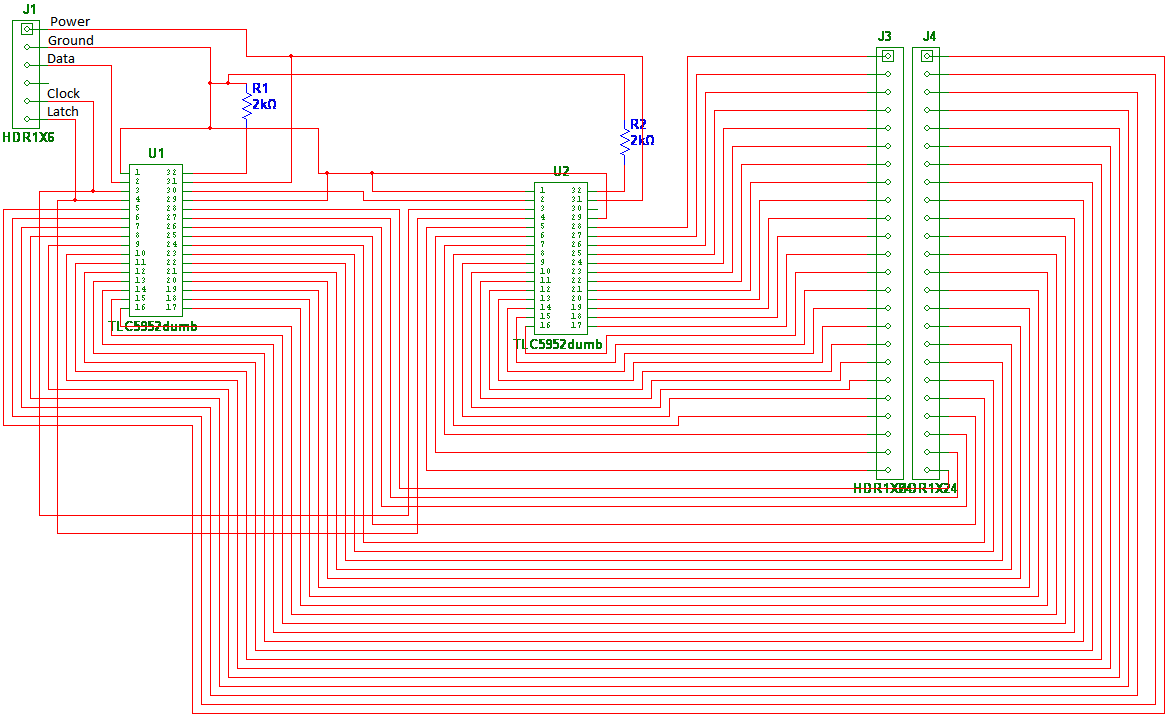 J1
Power
Ground
Data
Clock
Latch
HDR1X6
R1
2kΩ
R2
2kΩ
U1
1 32
2 31
3 30
4 29
5 28
6 27
7 26
8 25
9 24
10 23
11 22
12 21
13 20
14 19
15 18
16 17
TLC5952dumb
U2
1 32
2 31
3 30
4 29
5 28
6 27
7 26
8 25
9 24
10 23
11 22
12 21
13 20
14 19
15 18
16 17
TLC5952dumb
J3 J4
HDR1X24
HDR1X24